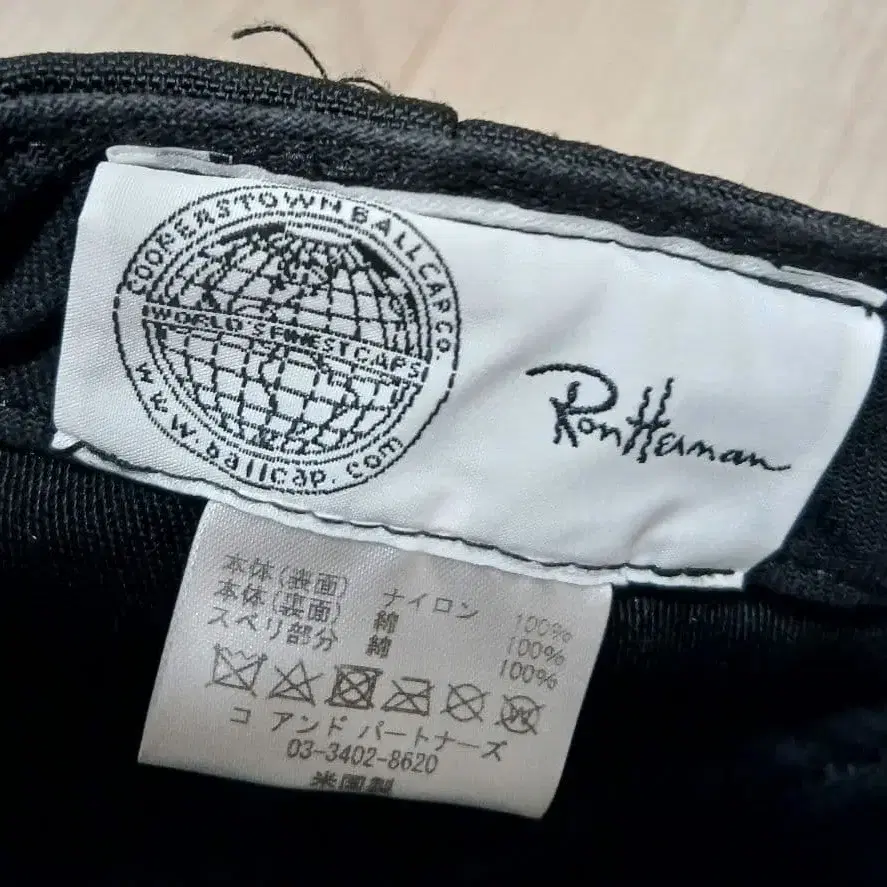 COOPERSTOWN BALL CAP CO.
WORLD'S FINEST CAPS
WWW.ballcap.com
Ron Herman
本体(表面) ナイロン 100%
本体(裏面) 綿 100%
スベリ部分 綿 100%
コ アンド パートナーズ
03-3402-8620
米国製